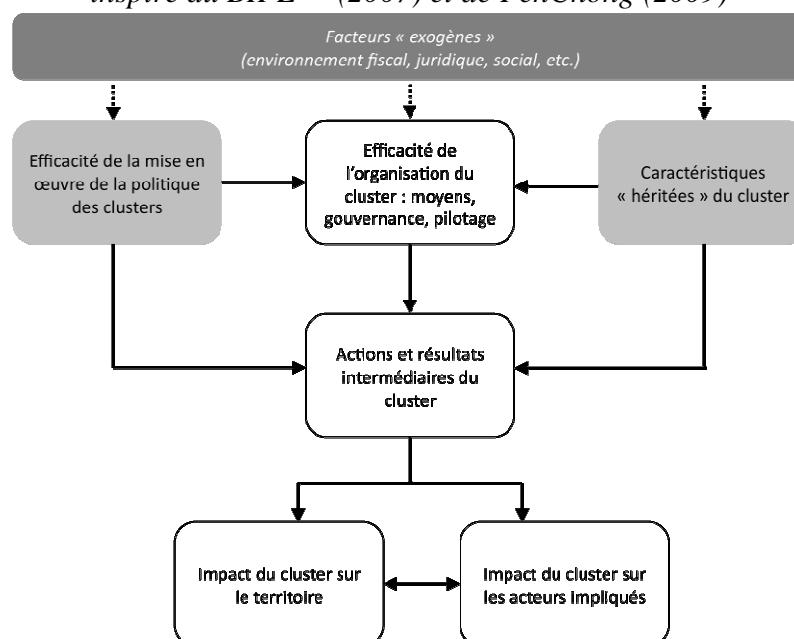 (2007)
(2009)
Facteurs « exogènes »
(environnement fiscal, juridique, social, etc.)
Efficacité de la mise en
œuvre de la politique
des clusters
Efficacité de
l'organisation du
cluster : moyens,
gouvernance, pilotage
Caractéristiques
« héritées » du cluster
Actions et résultats
intermédiaires du
cluster
Impact du cluster sur
le territoire
Impact du cluster sur
les acteurs impliqués